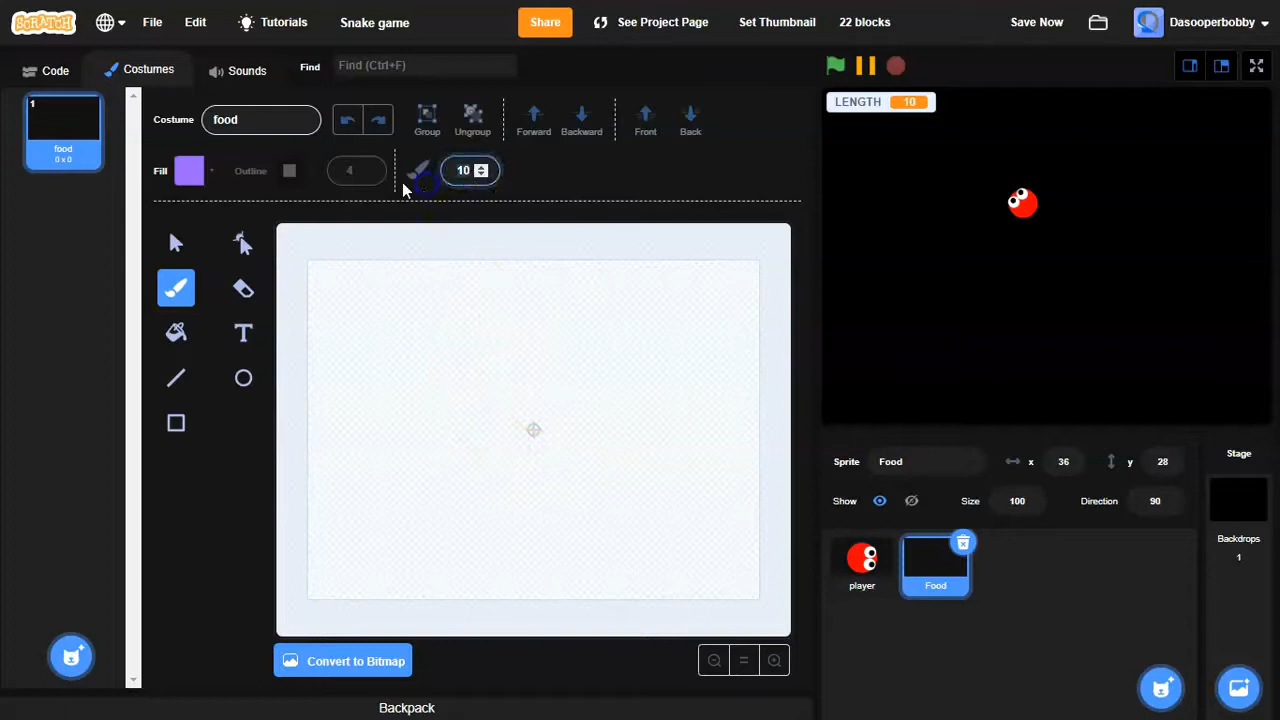 SCRATCH File Edit Tutorials Snake game Share See Project Page Set Thumbnail 22 blocks Save Now Dasooperbobby
Code Costumes Sounds Find Find (Ctrl+F)
LENGTH 10
1
food
0 x 0
Costume food Group Ungroup Forward Backward Front Back
Fill Outline 4 10
T
Convert to Bitmap
Backpack
Sprite Food x 36 y 28
Show Size 100 Direction 90
player
Food
Stage
Backdrops
1